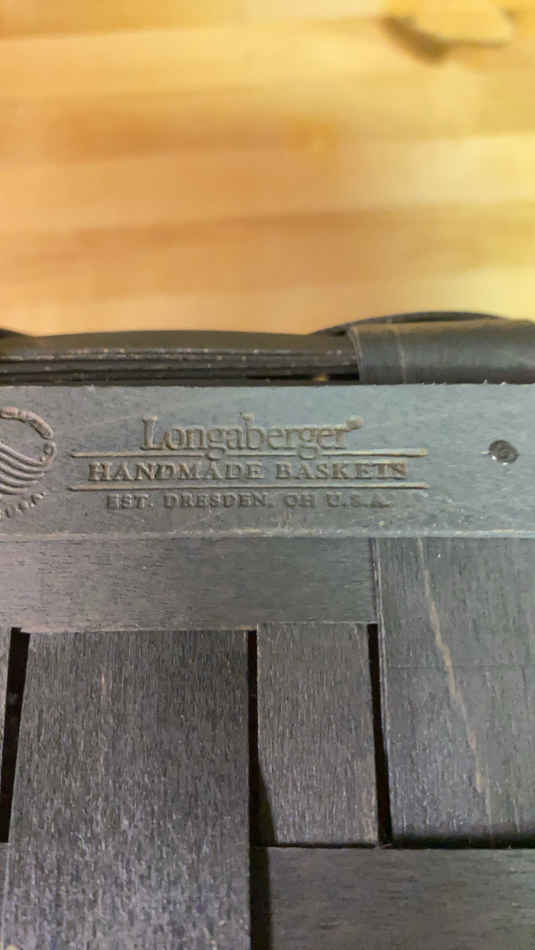 Longaberger®
HANDMADE BASKETS
EST. DRESDEN, OH U.S.A.